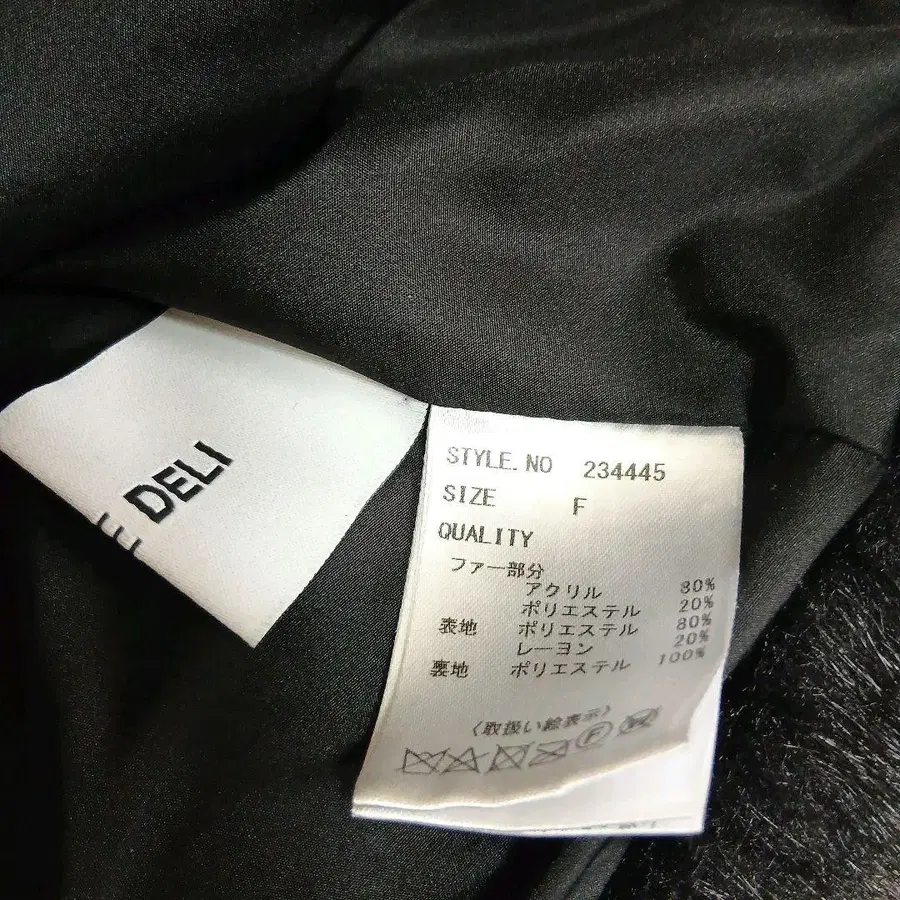 DELI
STYLE. NO 234445
SIZE F
QUALITY
ファー部分
アクリル 80%
ポリエステル 20%
表地 ポリエステル 80%
レーヨン 20%
裏地 ポリエステル 100%
〈取扱い絵表示〉